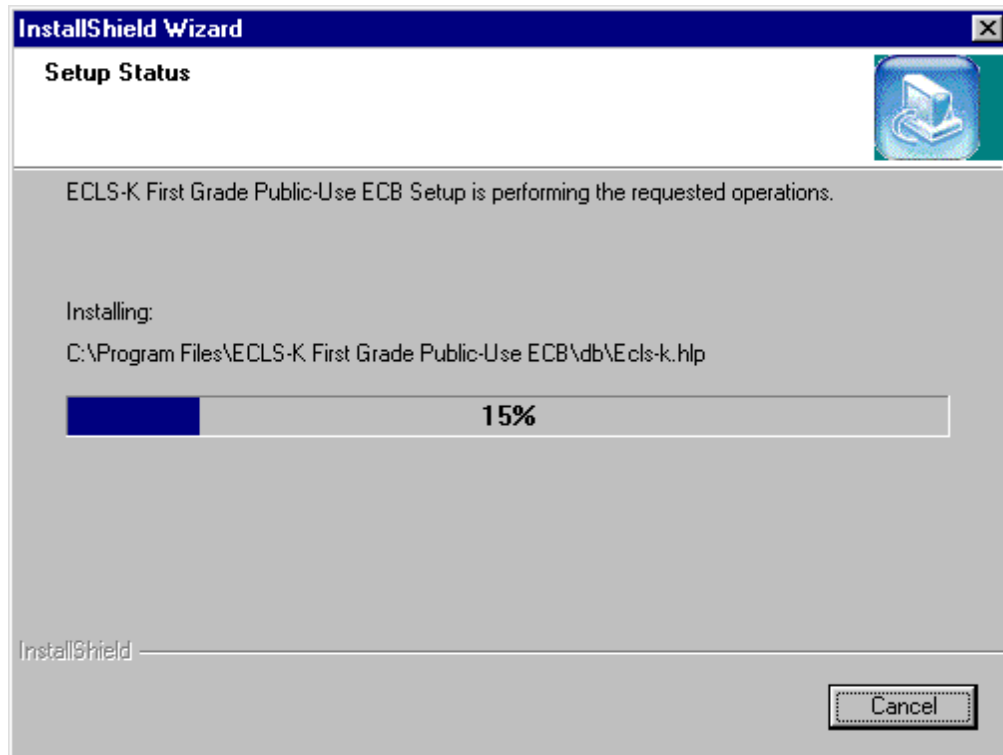 InstallShield Wizard
Setup Status
ECLS-K First Grade Public-Use ECB Setup is performing the requested operations.
Installing:
C:\Program Files\ECLS-K First Grade Public-Use ECB\db\Ecls-k.hlp
15%
InstallShield
Cancel